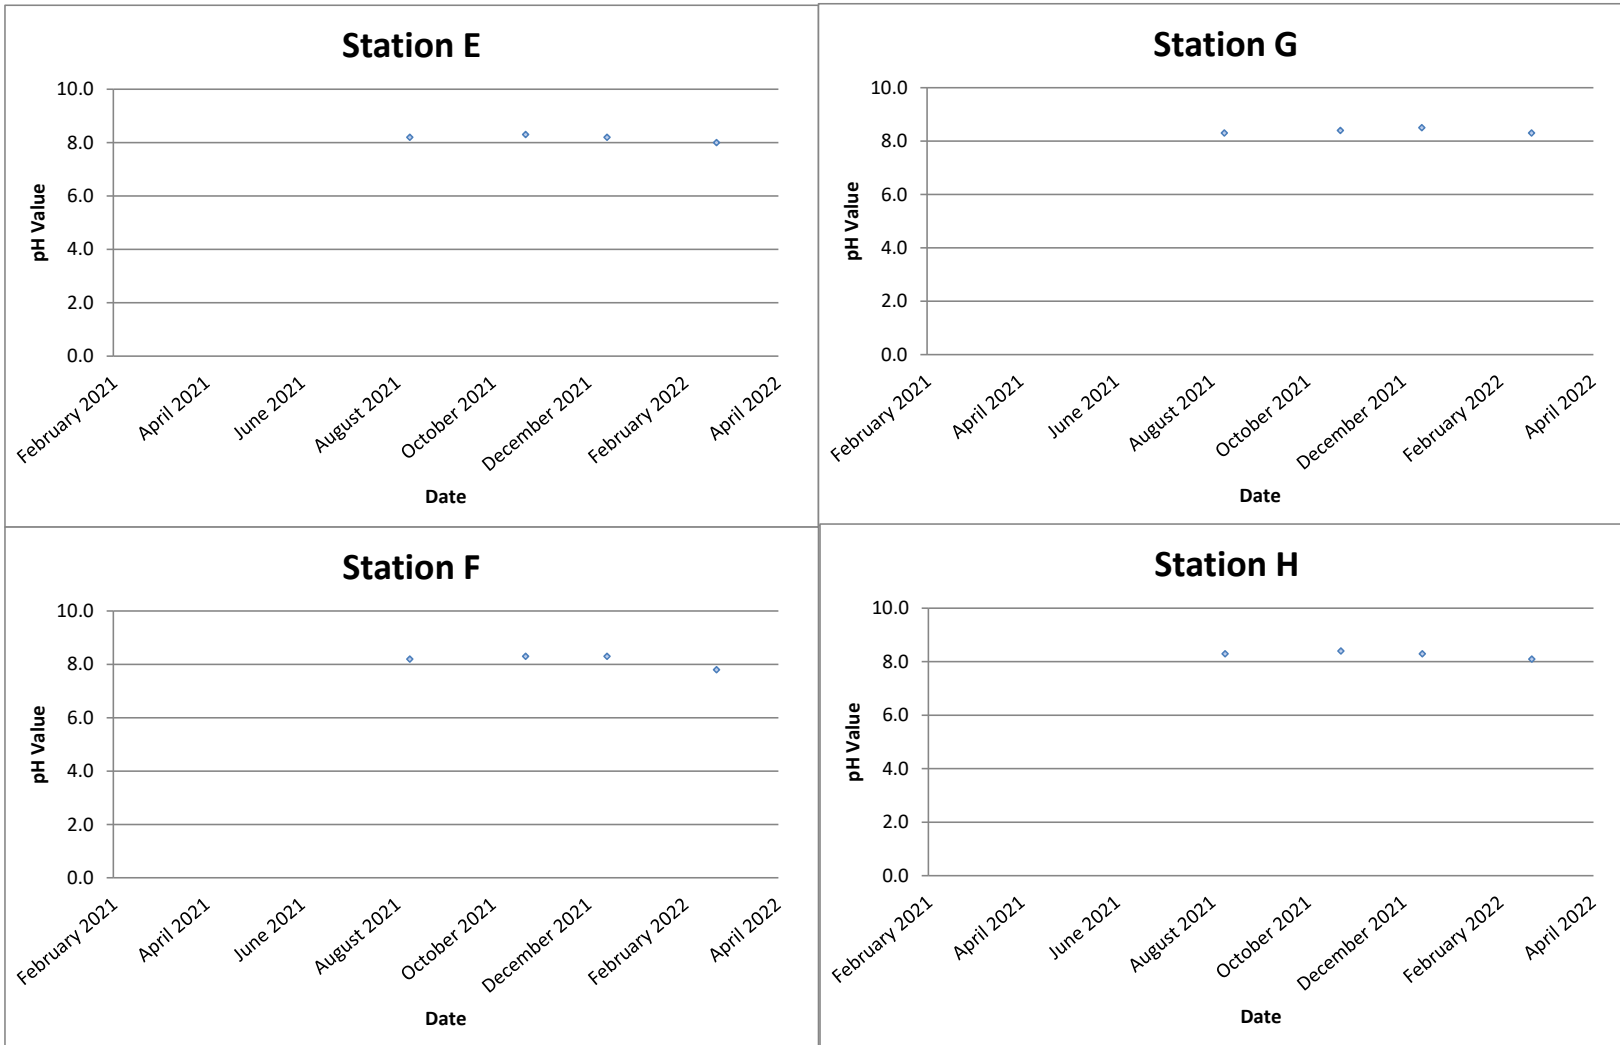 Station E
10.0
8.0
6.0
4.0
2.0
0.0
pH Value
February 2021
April 2021
June 2021
August 2021
October 2021
December 2021
February 2022
April 2022
Date
Station G
10.0
8.0
6.0
4.0
2.0
0.0
pH Value
February 2021
April 2021
June 2021
August 2021
October 2021
December 2021
February 2022
April 2022
Date
Station F
10.0
8.0
6.0
4.0
2.0
0.0
pH Value
February 2021
April 2021
June 2021
August 2021
October 2021
December 2021
February 2022
April 2022
Date
Station H
10.0
8.0
6.0
4.0
2.0
0.0
pH Value
February 2021
April 2021
June 2021
August 2021
October 2021
December 2021
February 2022
April 2022
Date